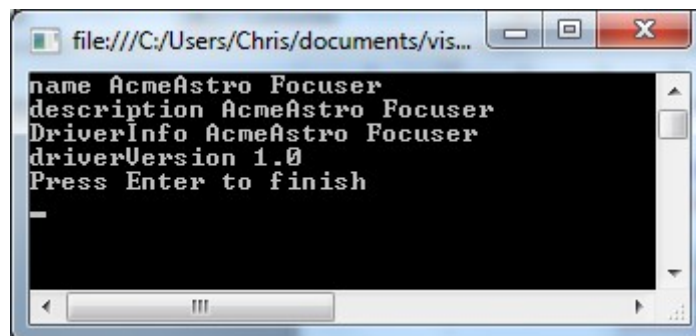 file:///C:/Users/Chris/documents/vis...
name AcmeAstro Focuser
description AcmeAstro Focuser
DriverInfo AcmeAstro Focuser
driverVersion 1.0
Press Enter to finish
_